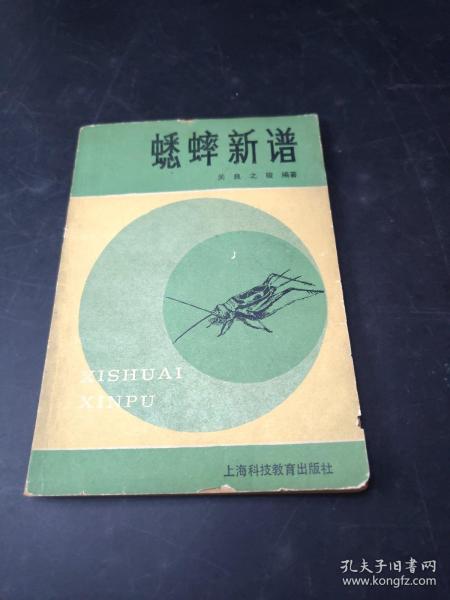 蟋蟀新谱
吴良之骏 编著
XISHUAI
XINPU
上海科技教育出版社
孔夫子旧书网
www.kongfz.com